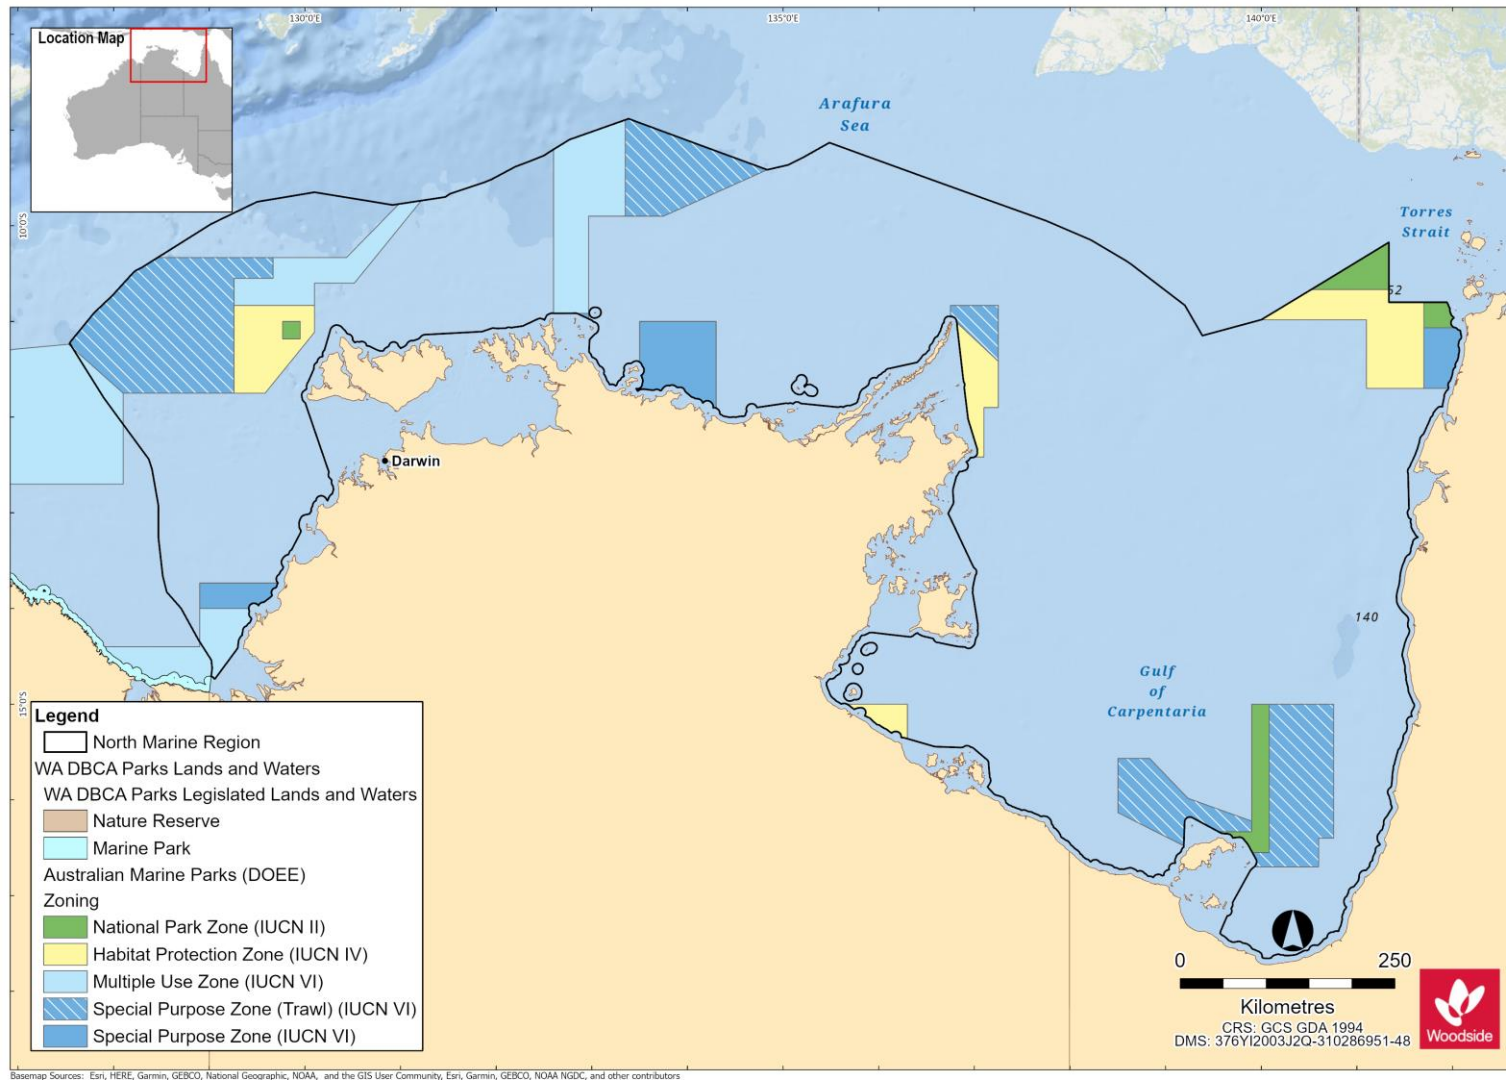 130°0'E
135°0'E
140°0'E
Location Map
Arafura
Sea
10°0'S
Torres
Strait
52
Darwin
140
15°0'S
Gulf
of
Carpentaria
Legend
North Marine Region
WA DBCA Parks Lands and Waters
WA DBCA Parks Legislated Lands and Waters
Nature Reserve
Marine Park
Australian Marine Parks (DOEE)
Zoning
National Park Zone (IUCN II)
Habitat Protection Zone (IUCN IV)
Multiple Use Zone (IUCN VI)
Special Purpose Zone (Trawl) (IUCN VI)
Special Purpose Zone (IUCN VI)
0 250
Kilometres
CRS: GCS GDA 1994
DMS: 376YI2003J2Q-310286951-48
Woodside
Basemap Sources: Esri, HERE, Garmin, GEBCO, National Geographic, NOAA, and the GIS User Community, Esri, Garmin, GEBCO, NOAA NGDC, and other contributors